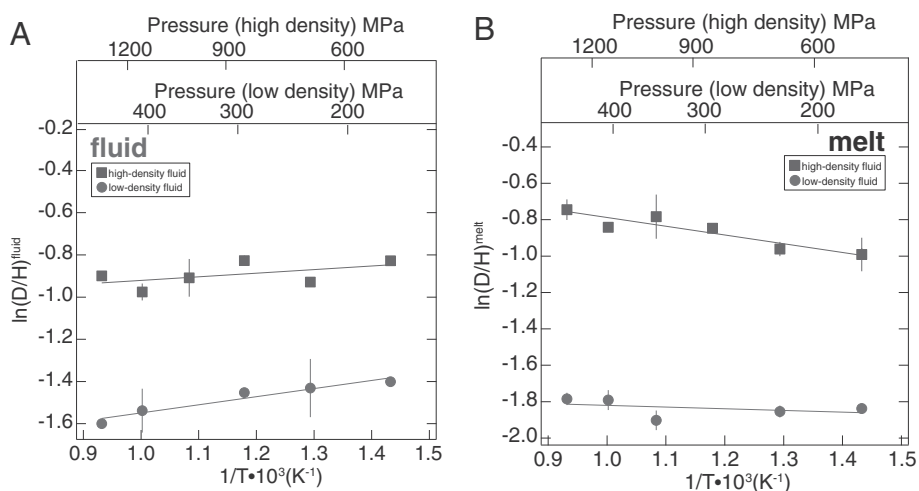 A
Pressure (high density) MPa
1200 900 600
Pressure (low density) MPa
400 300 200
fluid
high-density fluid
low-density fluid
-0.2
-0.4
-0.6
-0.8
-1.0
-1.2
-1.4
-1.6
ln(D/H)fluid
0.9 1.0 1.1 1.2 1.3 1.4 1.5
1/T•10³(K⁻¹)
B
Pressure (high density) MPa
1200 900 600
Pressure (low density) MPa
400 300 200
melt
high-density fluid
low-density fluid
-0.4
-0.6
-0.8
-1.0
-1.2
-1.4
-1.6
-1.8
-2.0
ln(D/H)melt
0.9 1.0 1.1 1.2 1.3 1.4 1.5
1/T•10³(K⁻¹)